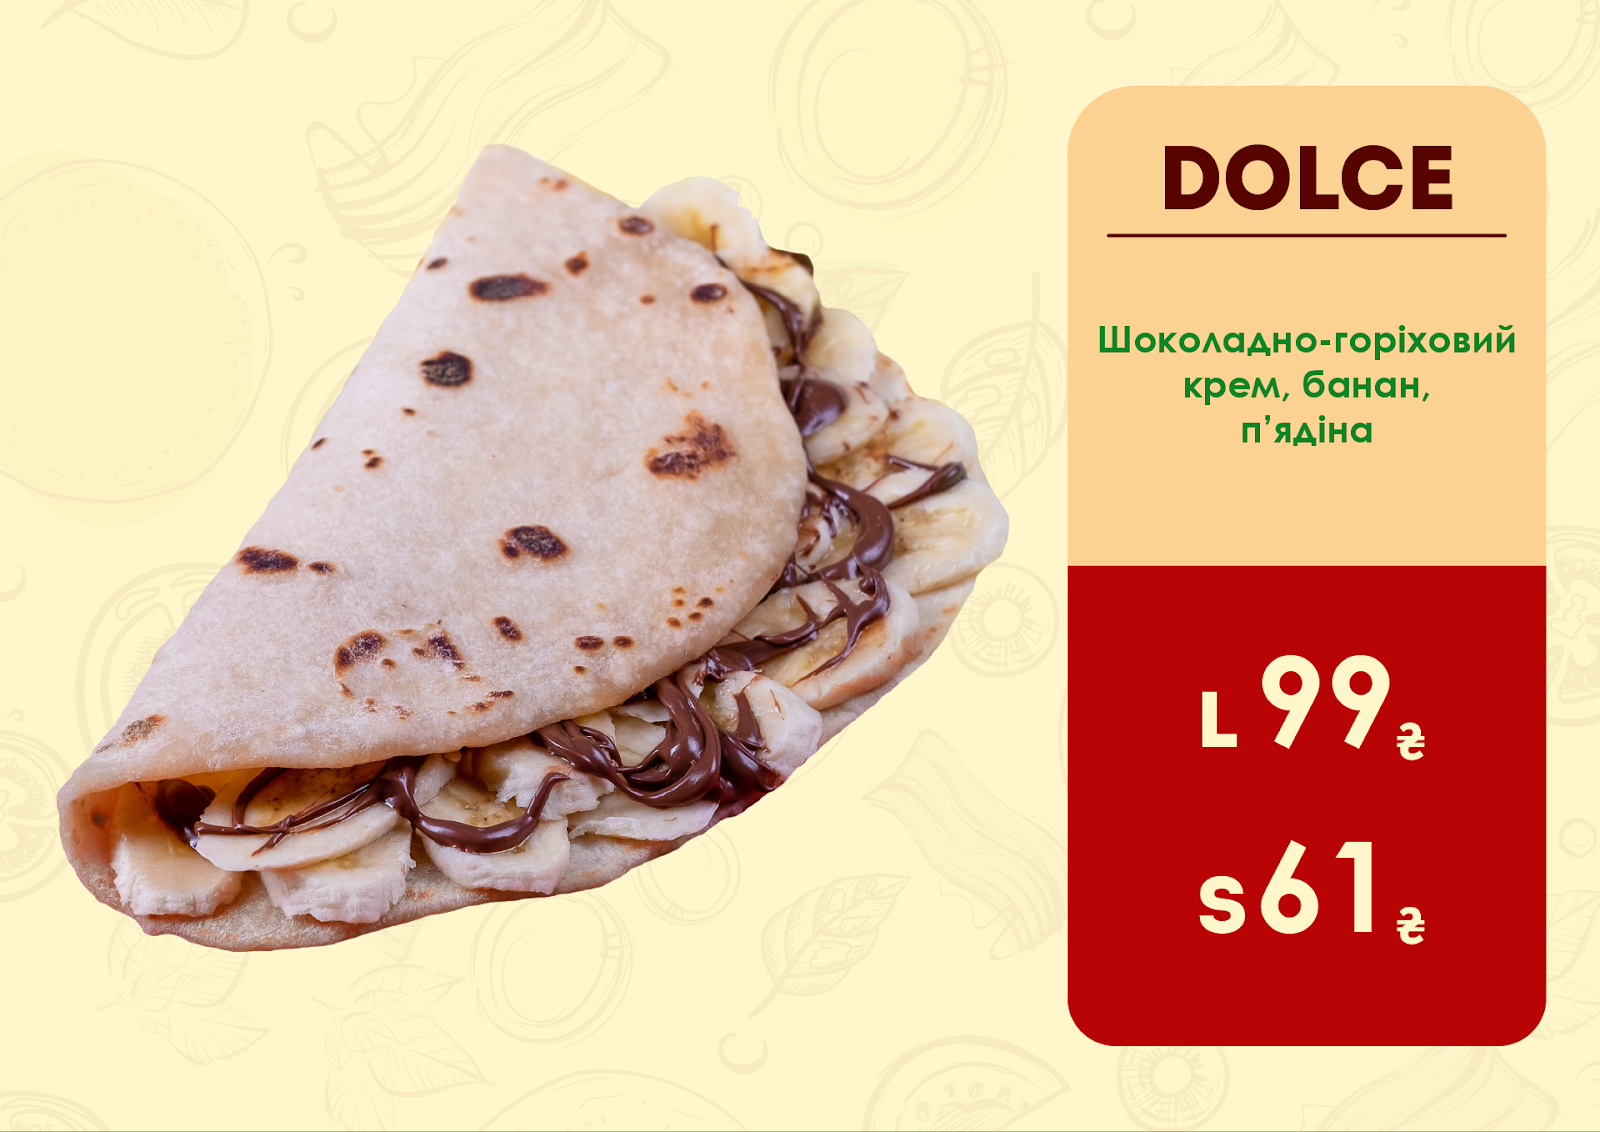 DOLCE
Шоколадно-горіховий
крем, банан,
п’ядіна
L 99₴
S 61₴